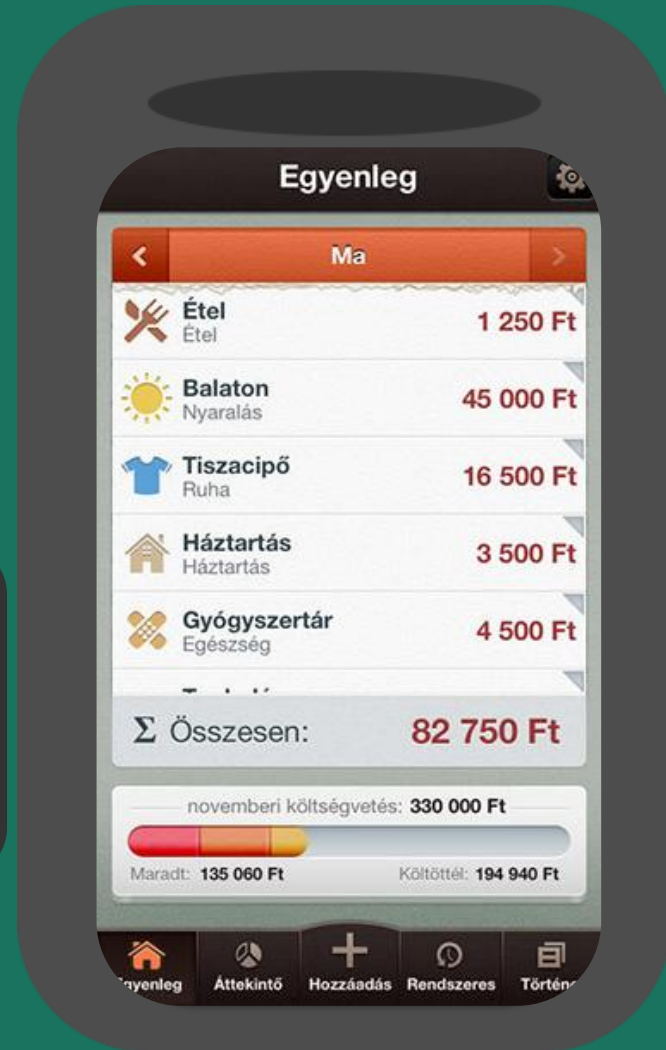 Egyenleg
Ma
Étel
Étel
1 250 Ft
Balaton
Nyaralás
45 000 Ft
Tiszacipő
Ruha
16 500 Ft
Háztartás
Háztartás
3 500 Ft
Gyógyszertár
Egészség
4 500 Ft
Σ Összesen: 82 750 Ft
novemberi költségvetés: 330 000 Ft
Maradt: 135 060 Ft Költöttél: 194 940 Ft
Áttekintő Hozzáadás Rendszeres